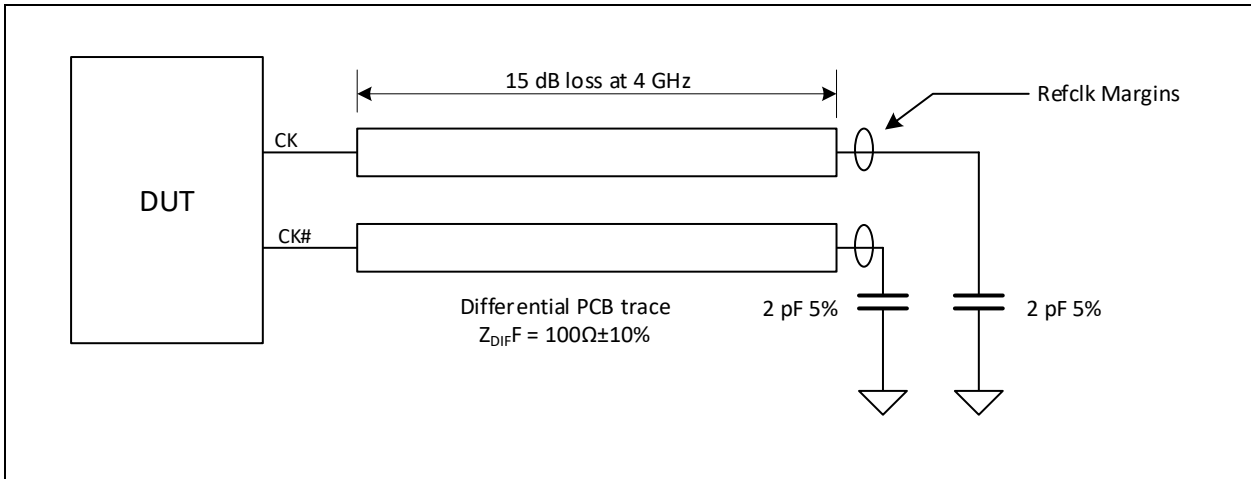 15 dB loss at 4 GHz
Refclk Margins
CK
DUT
CK#
Differential PCB trace
Z_DIFF = 100Ω±10%
2 pF 5%
2 pF 5%